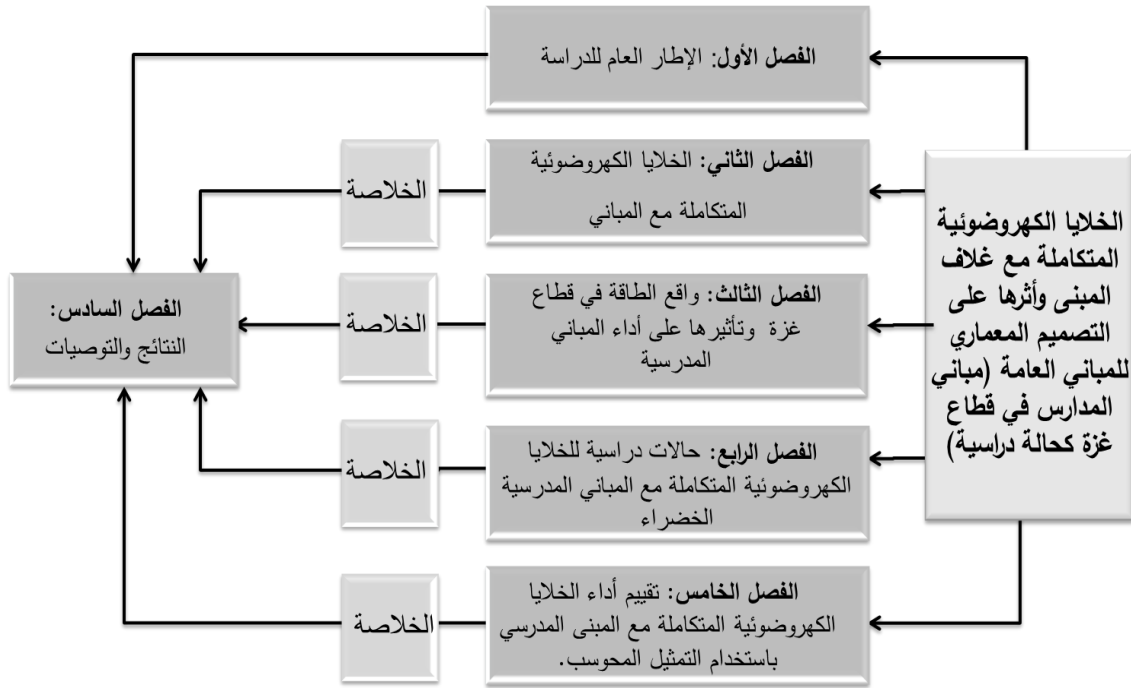 الخلايا الكهروضوئية
المتكاملة مع غلاف
المبنى وأثرها على
التصميم المعماري
للمباني العامة (مباني
المدارس في قطاع
غزة كحالة دراسية)
الفصل الأول: الإطار العام للدراسة
الفصل الثاني: الخلايا الكهروضوئية
المتكاملة مع المباني
الخلاصة
الفصل الثالث: واقع الطاقة في قطاع
غزة وتأثيرها على أداء المباني
المدرسية
الخلاصة
الفصل الرابع: حالات دراسية للخلايا
الكهروضوئية المتكاملة مع المباني المدرسية
الخضراء
الخلاصة
الفصل الخامس: تقييم أداء الخلايا
الكهروضوئية المتكاملة مع المبنى المدرسي
باستخدام التمثيل المحوسب.
الخلاصة
الفصل السادس:
النتائج والتوصيات